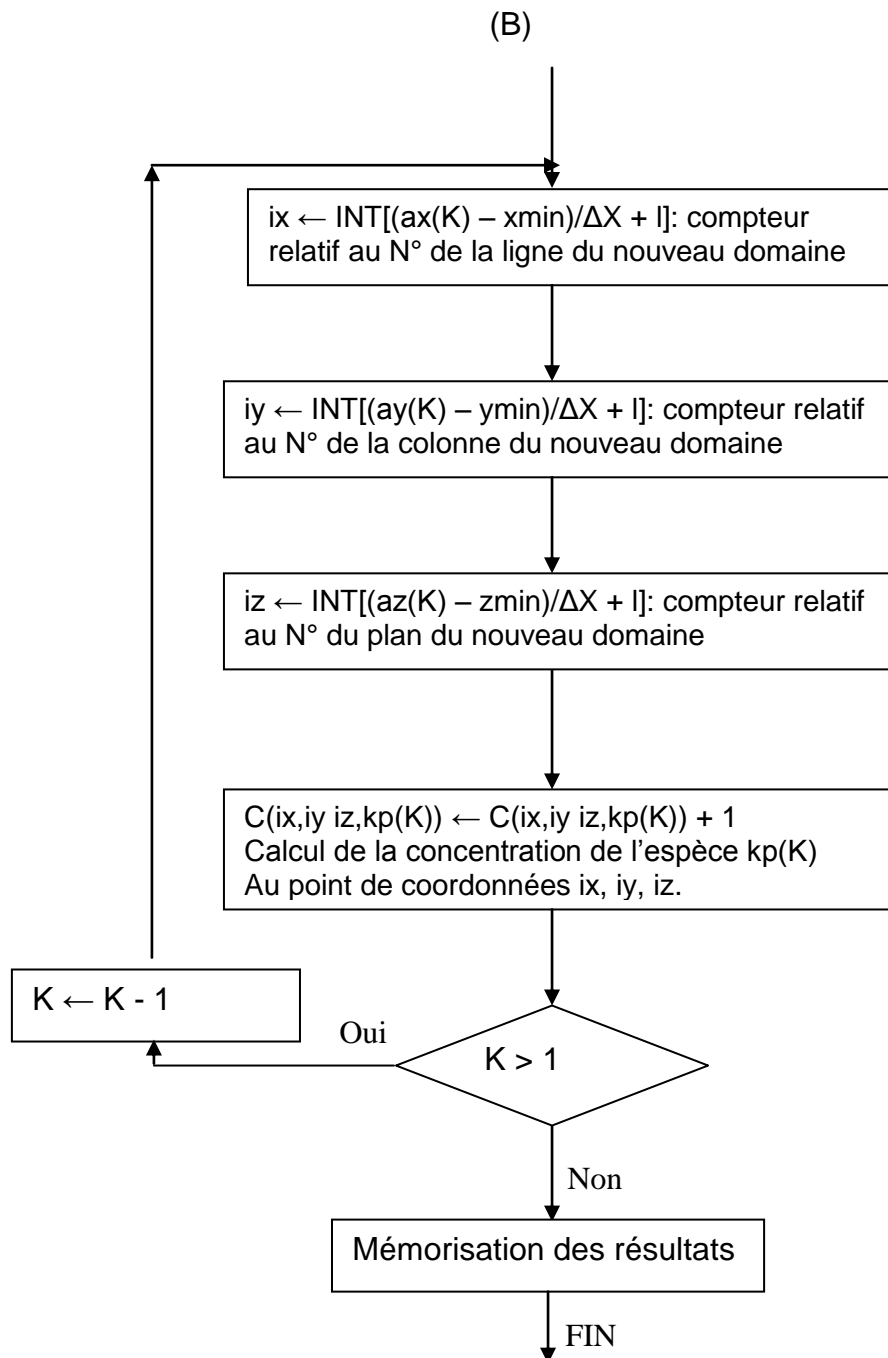 (B)
ix ← INT[(ax(K) – xmin)/ΔX + l]: compteur
relatif au N° de la ligne du nouveau domaine
iy ← INT[(ay(K) – ymin)/ΔX + l]: compteur relatif
au N° de la colonne du nouveau domaine
iz ← INT[(az(K) – zmin)/ΔX + l]: compteur relatif
au N° du plan du nouveau domaine
C(ix,iy iz,kp(K)) ← C(ix,iy iz,kp(K)) + 1
Calcul de la concentration de l'espèce kp(K)
Au point de coordonnées ix, iy, iz.
K ← K - 1
Oui
K > 1
Non
Mémorisation des résultats
FIN